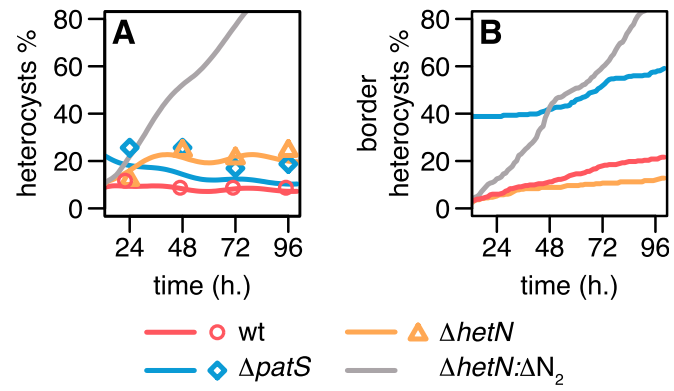 A
heterocysts %
80
60
40
20
0
24 48 72 96
time (h.)
B
border
heterocysts %
80
60
40
20
0
24 48 72 96
time (h.)
wt
ΔhetN
ΔpatS
ΔhetN:ΔN₂